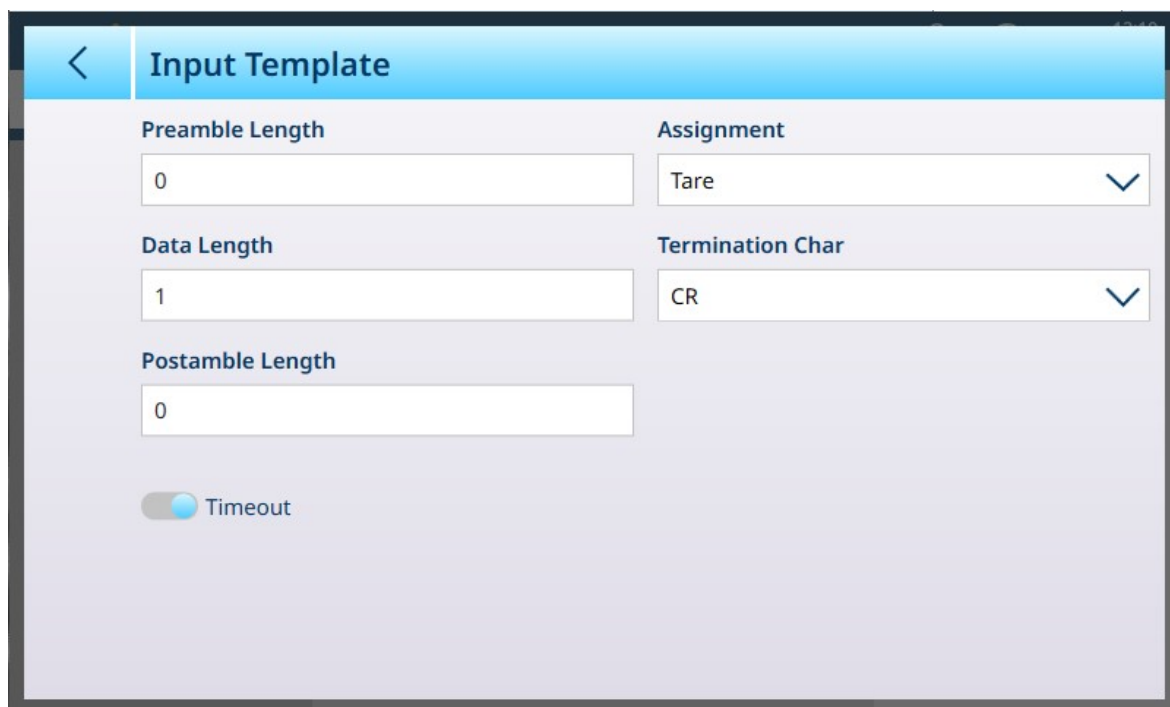 Input Template
Preamble Length
0
Assignment
Tare
Data Length
1
Termination Char
CR
Postamble Length
0
Timeout